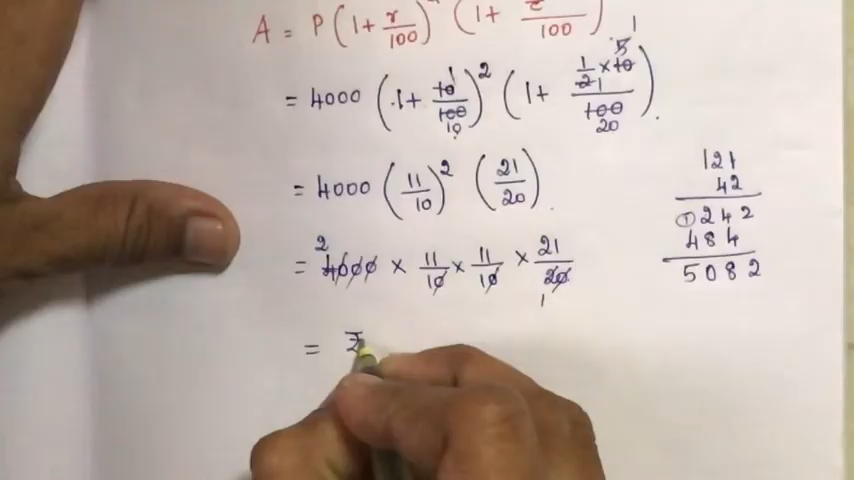 A = P(1+r/100)ⁿ (1+ r/100)
= 4000 (1+ 10/100)² (1+ 1/2×10/100)
= 4000 (11/10)² (21/20)
= 4000 × 11/10 × 11/10 × 21/20
= ₹
121
42
1242
484
5082